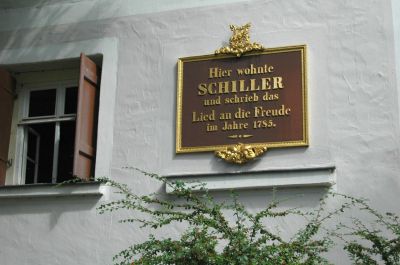 Hier wohnte
SCHILLER
und schrieb das
Lied an die Freude
im Jahre 1785.